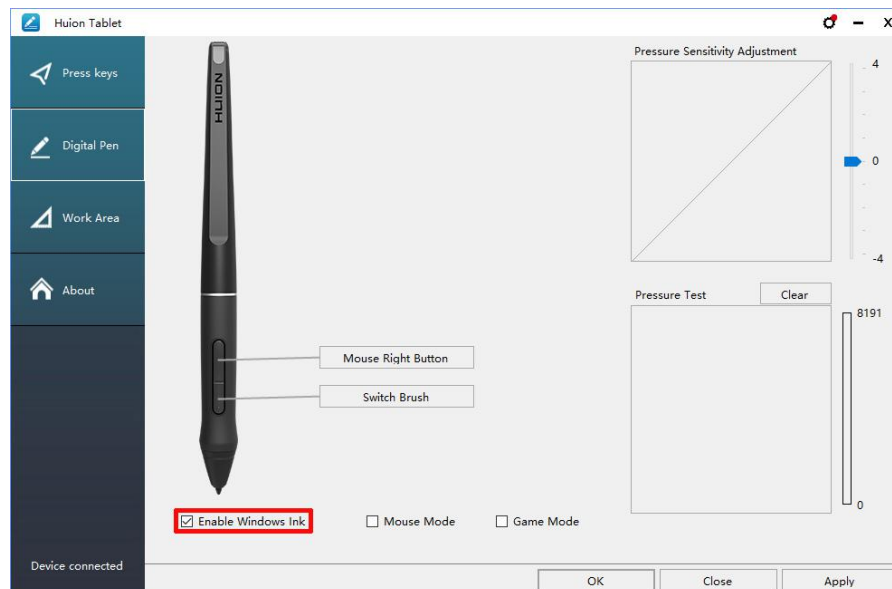 Huion Tablet
Press keys
Digital Pen
Work Area
About
Device connected
HUION
Mouse Right Button
Switch Brush
Enable Windows Ink
Mouse Mode
Game Mode
Pressure Sensitivity Adjustment
4
0
-4
Pressure Test
Clear
8191
0
OK
Close
Apply